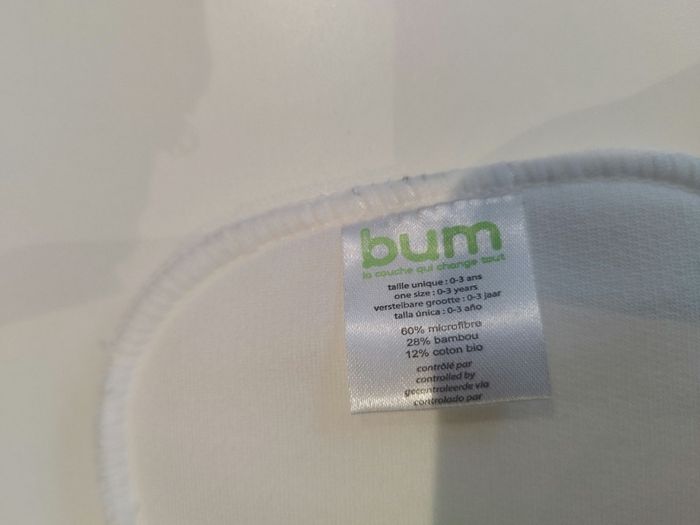 bum
la couche qui change tout
taille unique : 0-3 ans
one size : 0-3 years
verstelbare grootte : 0-3 jaar
talla única : 0-3 año
60% microfibre
28% bambou
12% coton bio
contrôlé par
controlled by
gecontroleerde via
controlado par